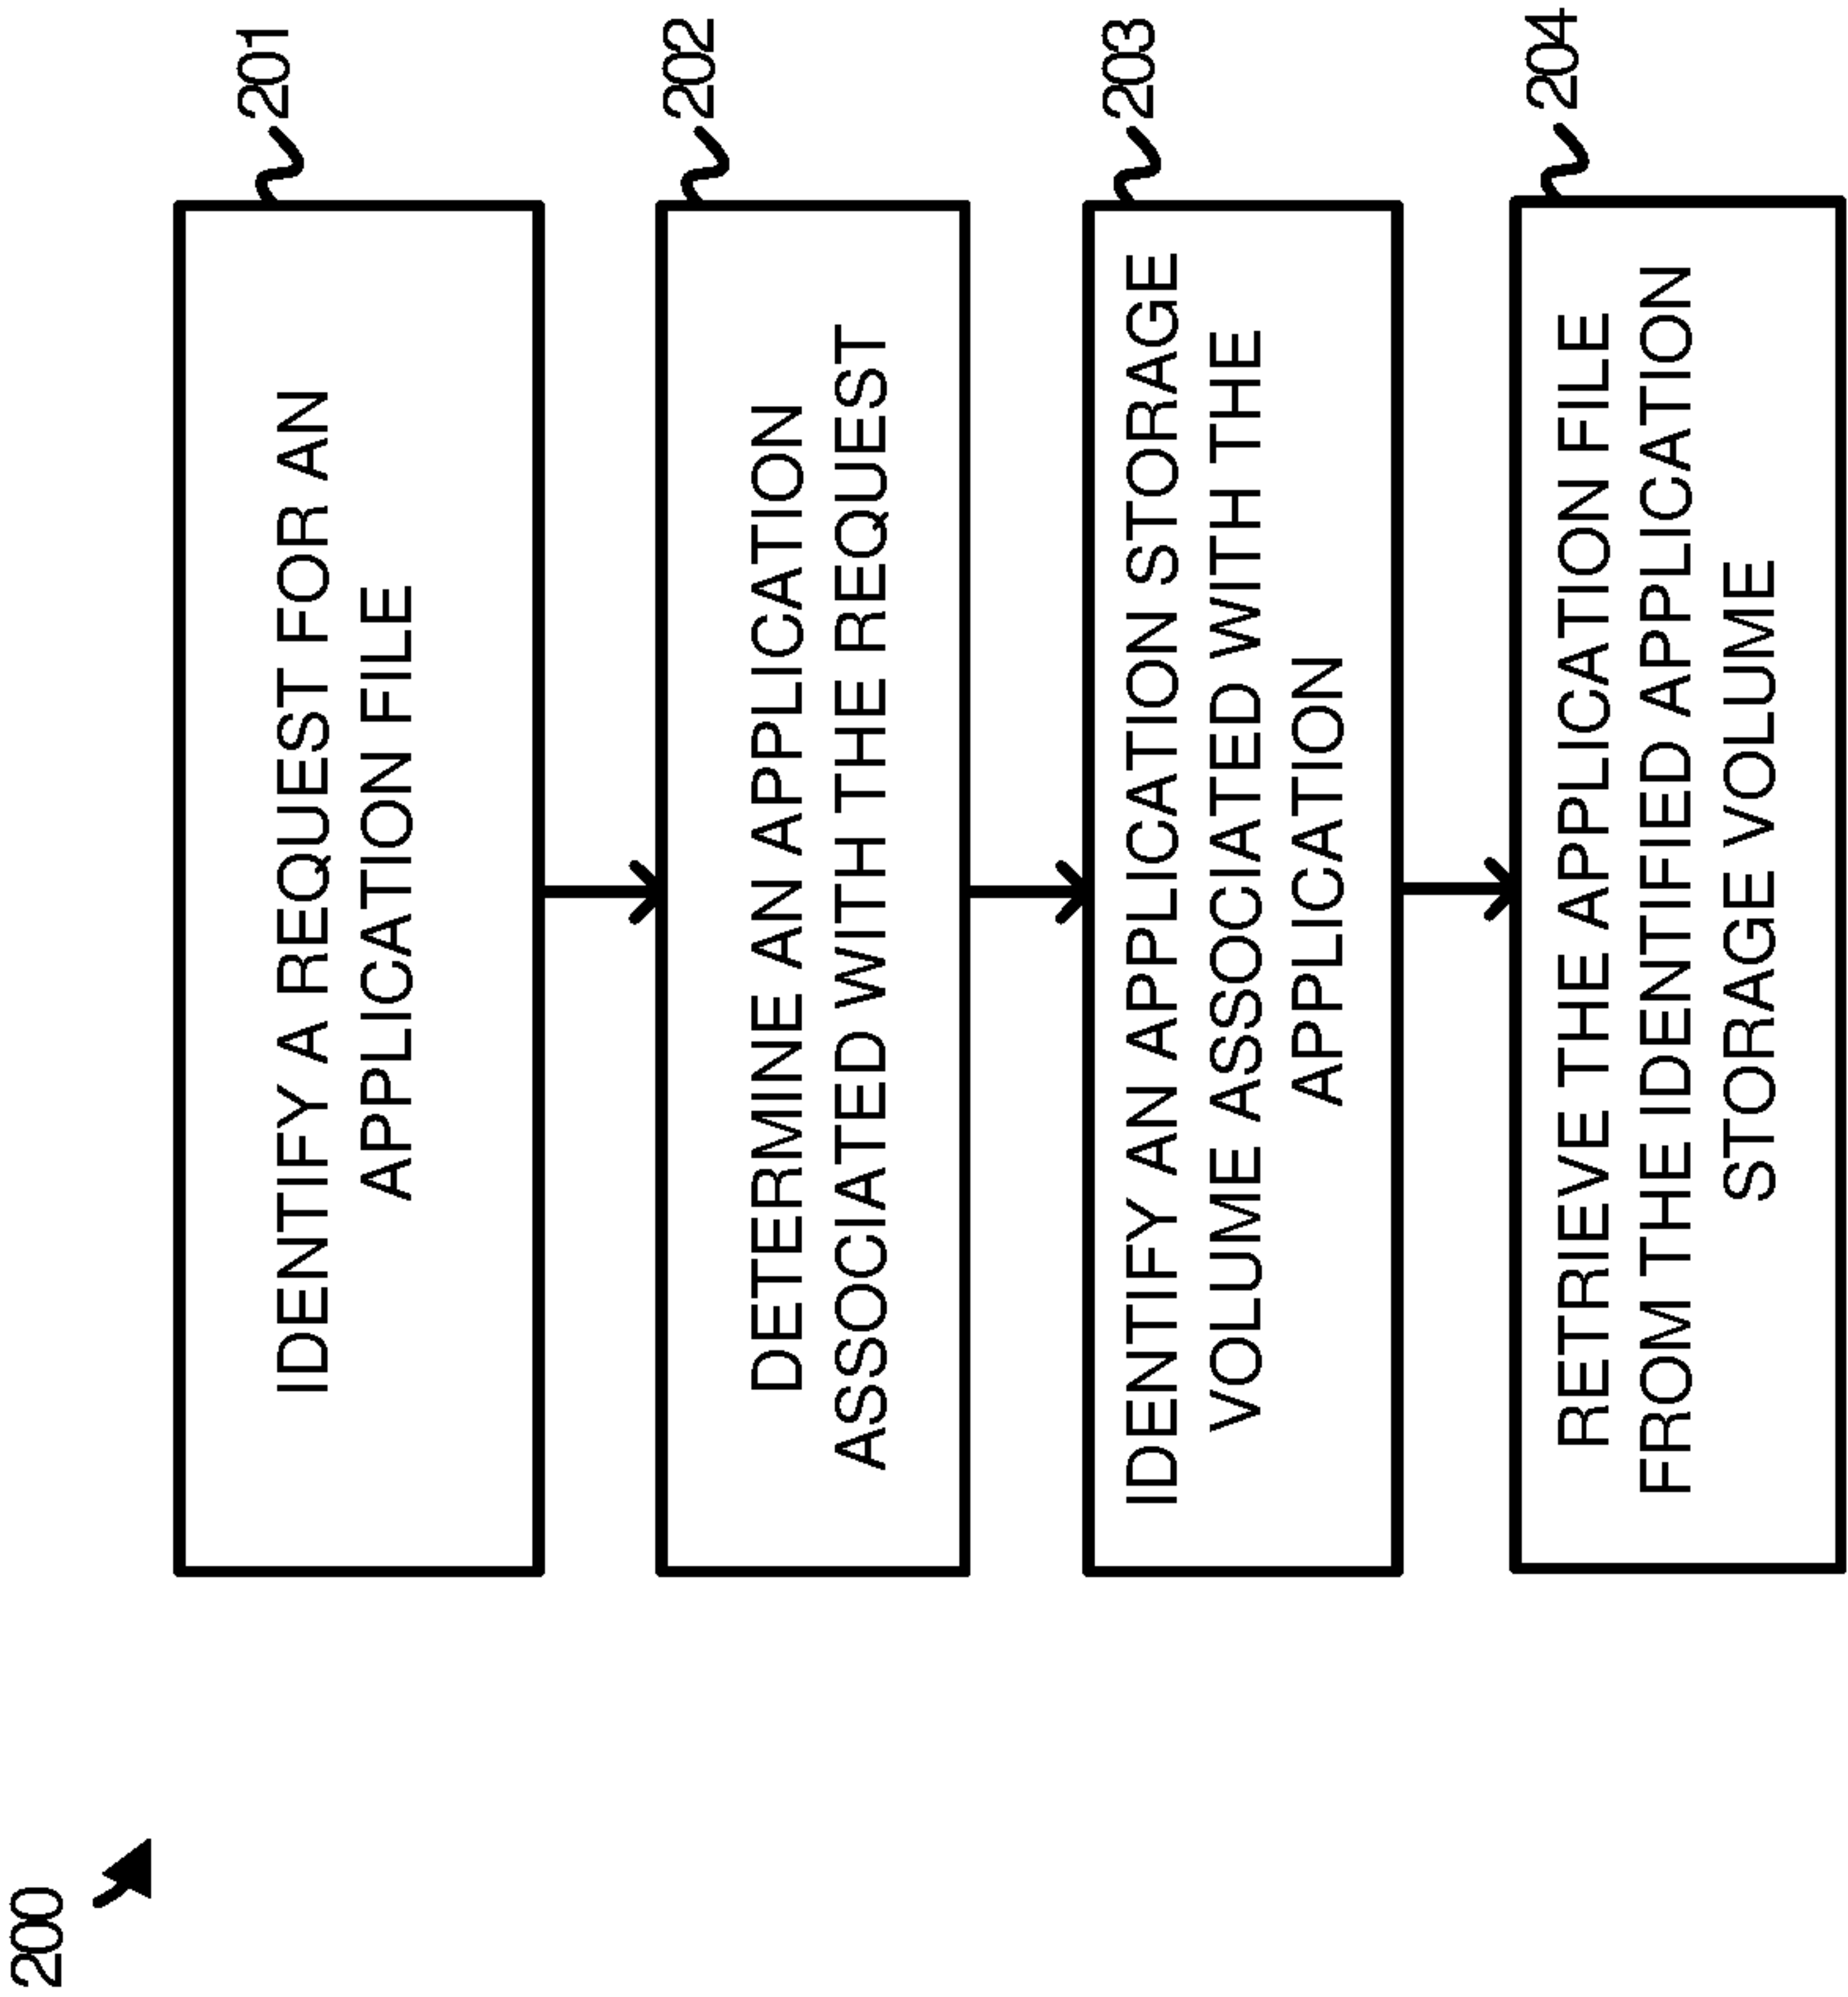 200
201
IDENTIFY A REQUEST FOR AN
APPLICATION FILE
202
DETERMINE AN APPLICATION
ASSOCIATED WITH THE REQUEST
203
IDENTIFY AN APPLICATION STORAGE
VOLUME ASSOCIATED WITH THE
APPLICATION
204
RETRIEVE THE APPLICATION FILE
FROM THE IDENTIFIED APPLICATION
STORAGE VOLUME